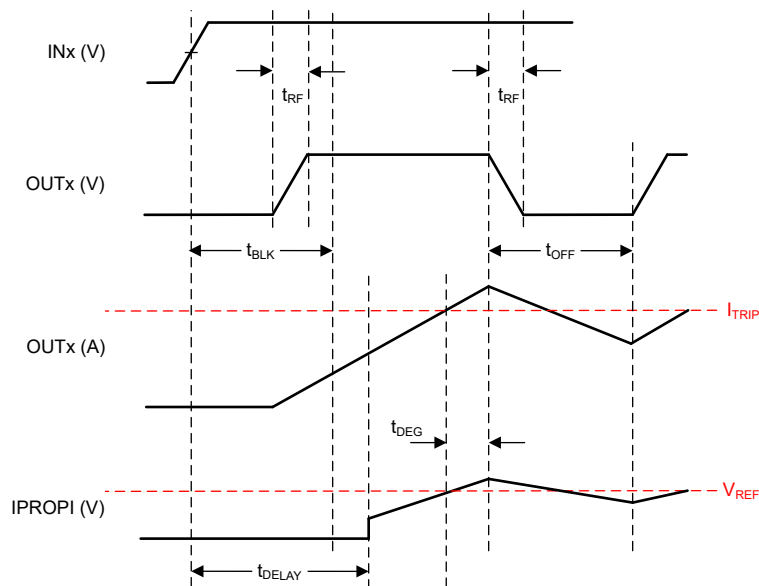 INx (V)
tRF
tRF
OUTx (V)
tBLK
tOFF
ITRIP
OUTx (A)
tDEG
VREF
IPROPI (V)
tDELAY